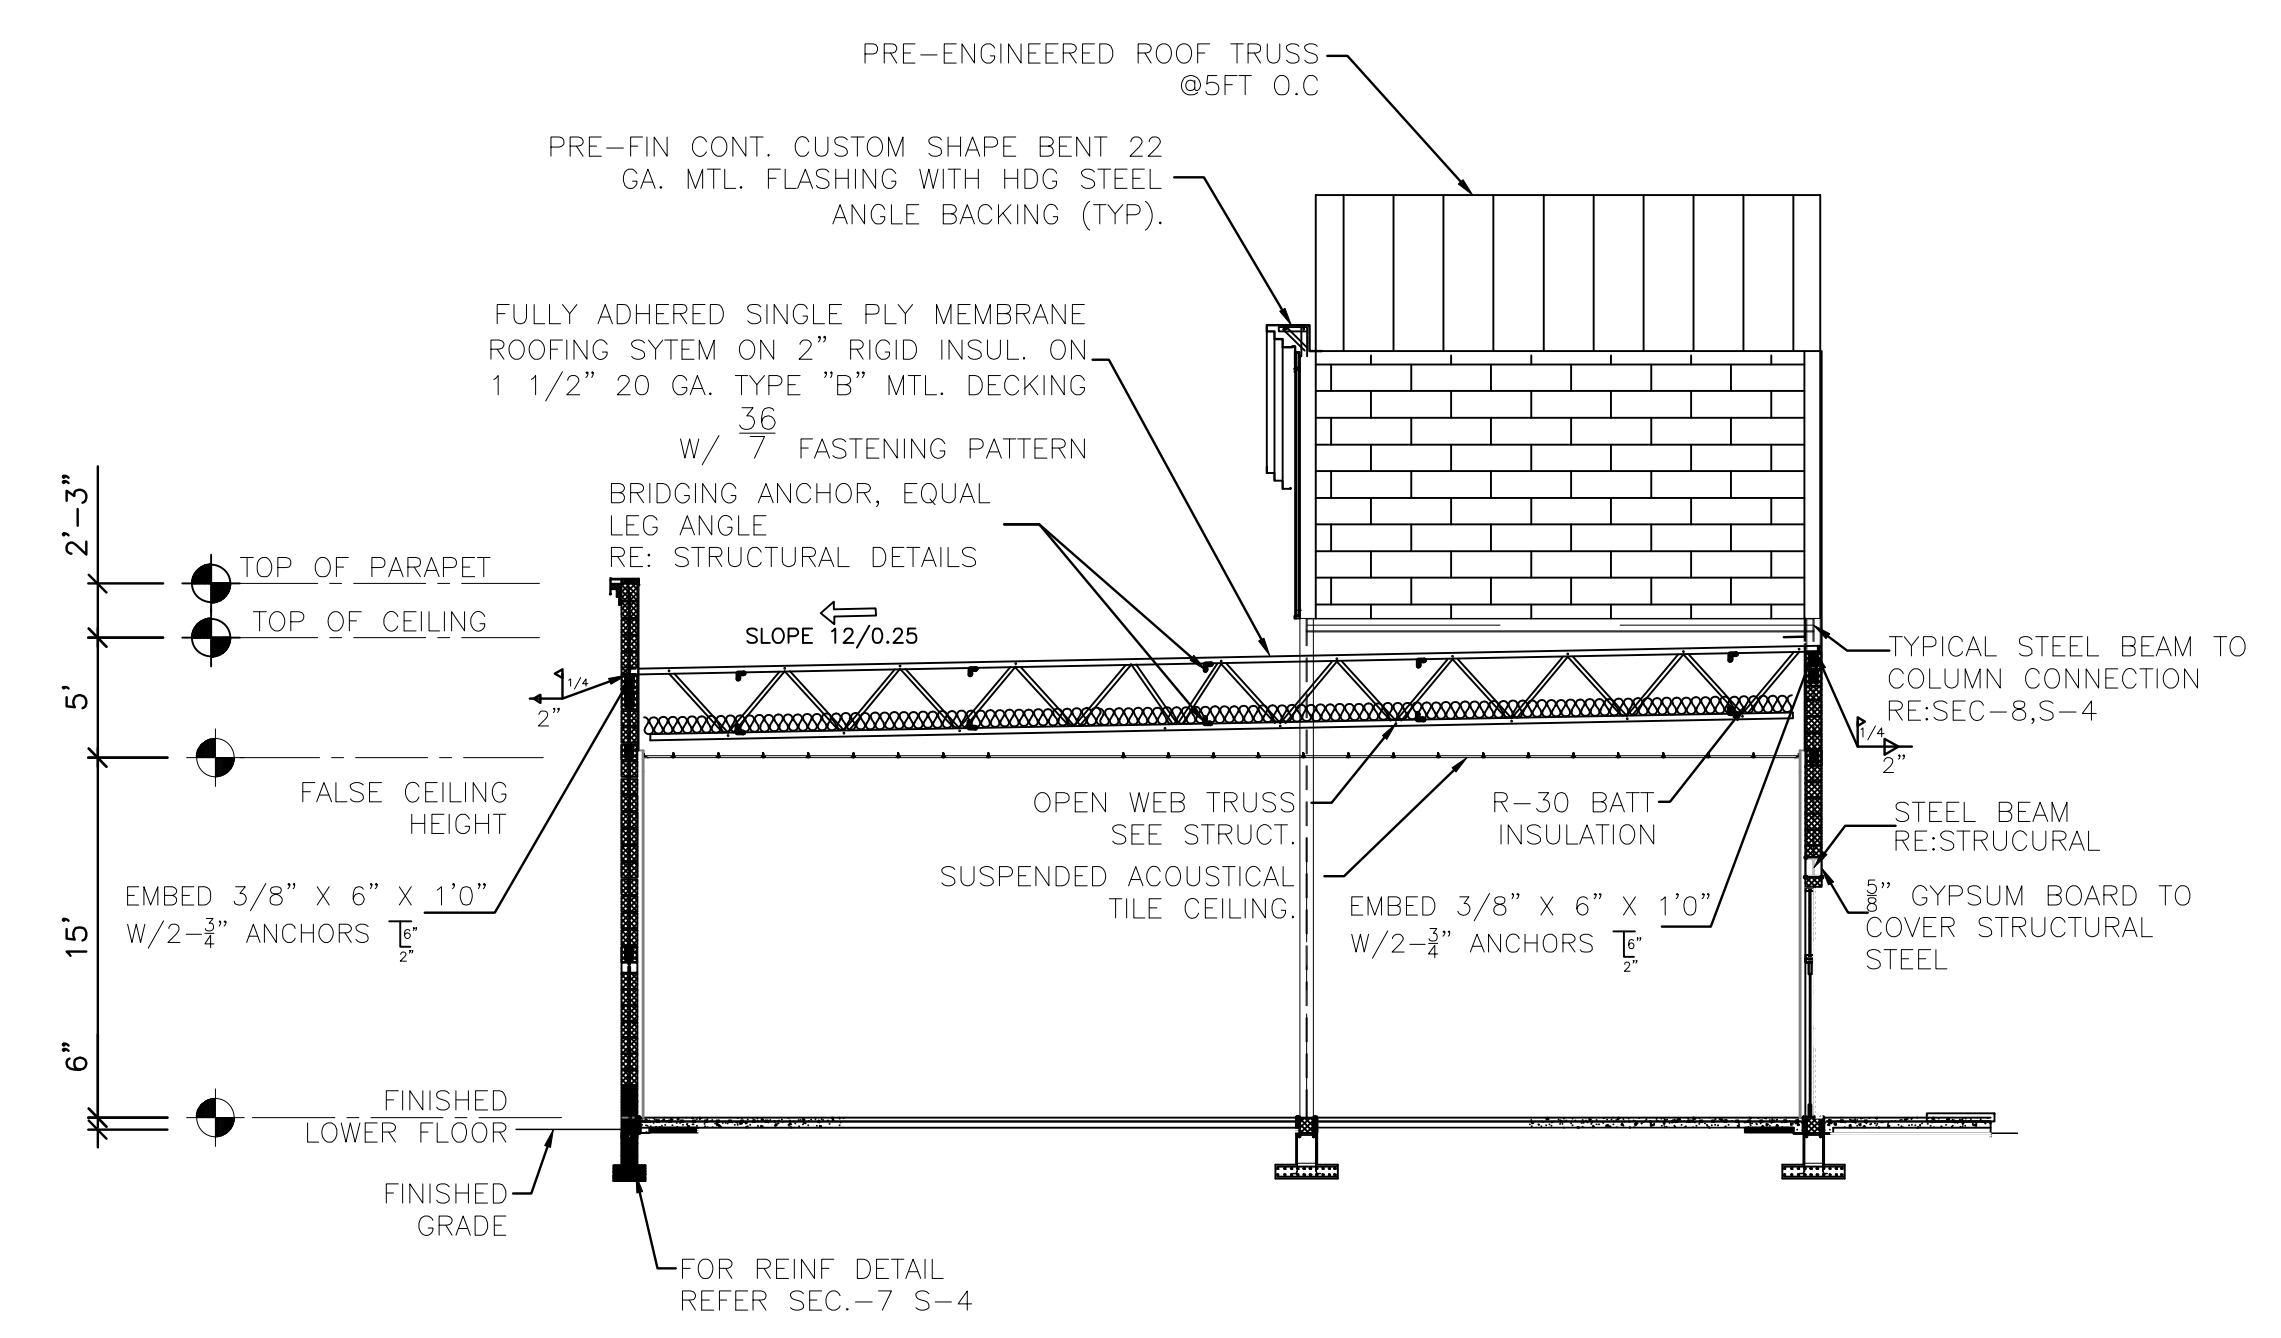 PRE-ENGINEERED ROOF TRUSS
@5FT O.C
PRE-FIN CONT. CUSTOM SHAPE BENT 22
GA. MTL. FLASHING WITH HDG STEEL
ANGLE BACKING (TYP).
FULLY ADHERED SINGLE PLY MEMBRANE
ROOFING SYTEM ON 2" RIGID INSUL. ON
1 1/2" 20 GA. TYPE "B" MTL. DECKING
W/ 36/7 FASTENING PATTERN
BRIDGING ANCHOR, EQUAL
LEG ANGLE
RE: STRUCTURAL DETAILS
2'-3"
TOP OF PARAPET
TOP OF CEILING
SLOPE 12/0.25
5'
1/4
2"
FALSE CEILING
HEIGHT
TYPICAL STEEL BEAM TO
COLUMN CONNECTION
RE:SEC-8,S-4
1/4
2"
OPEN WEB TRUSS
SEE STRUCT.
R-30 BATT
INSULATION
STEEL BEAM
RE:STRUCURAL
SUSPENDED ACOUSTICAL
TILE CEILING.
EMBED 3/8" X 6" X 1'0"
W/2-3/4" ANCHORS 6"
2"
EMBED 3/8" X 6" X 1'0"
W/2-3/4" ANCHORS 6"
2"
5/8" GYPSUM BOARD TO
COVER STRUCTURAL
STEEL
15'
6"
FINISHED
LOWER FLOOR
FINISHED
GRADE
FOR REINF DETAIL
REFER SEC.-7 S-4